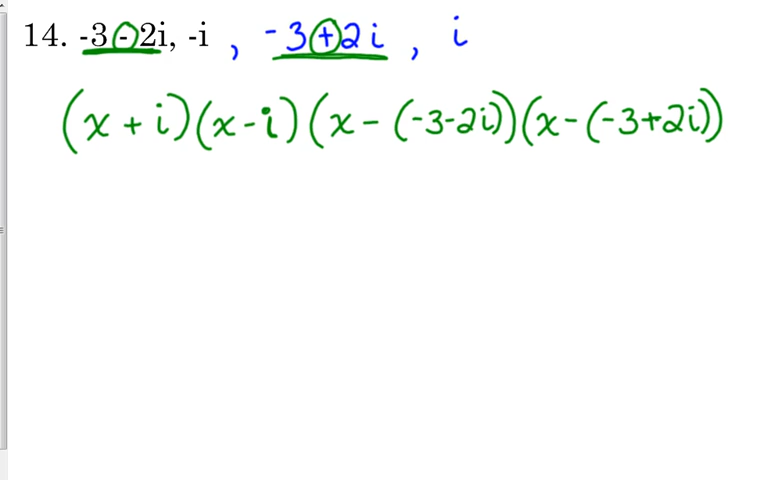 14. -3-2i, -i , -3+2i , i
(x + i)(x - i)(x - (-3-2i))(x - (-3+2i))